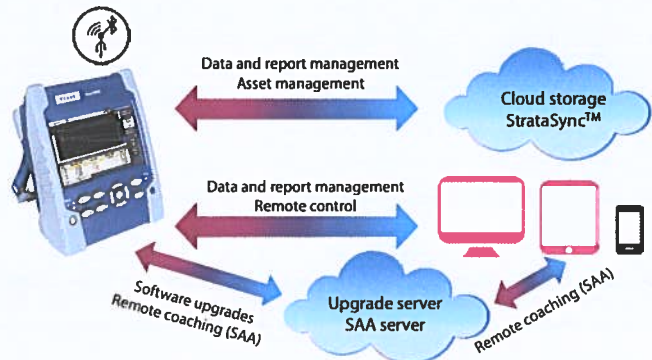 Data and report management
Asset management
Cloud storage
StrataSync™
Data and report management
Remote control
Software upgrades
Remote coaching (SAA)
Upgrade server
SAA server
Remote coaching (SAA)